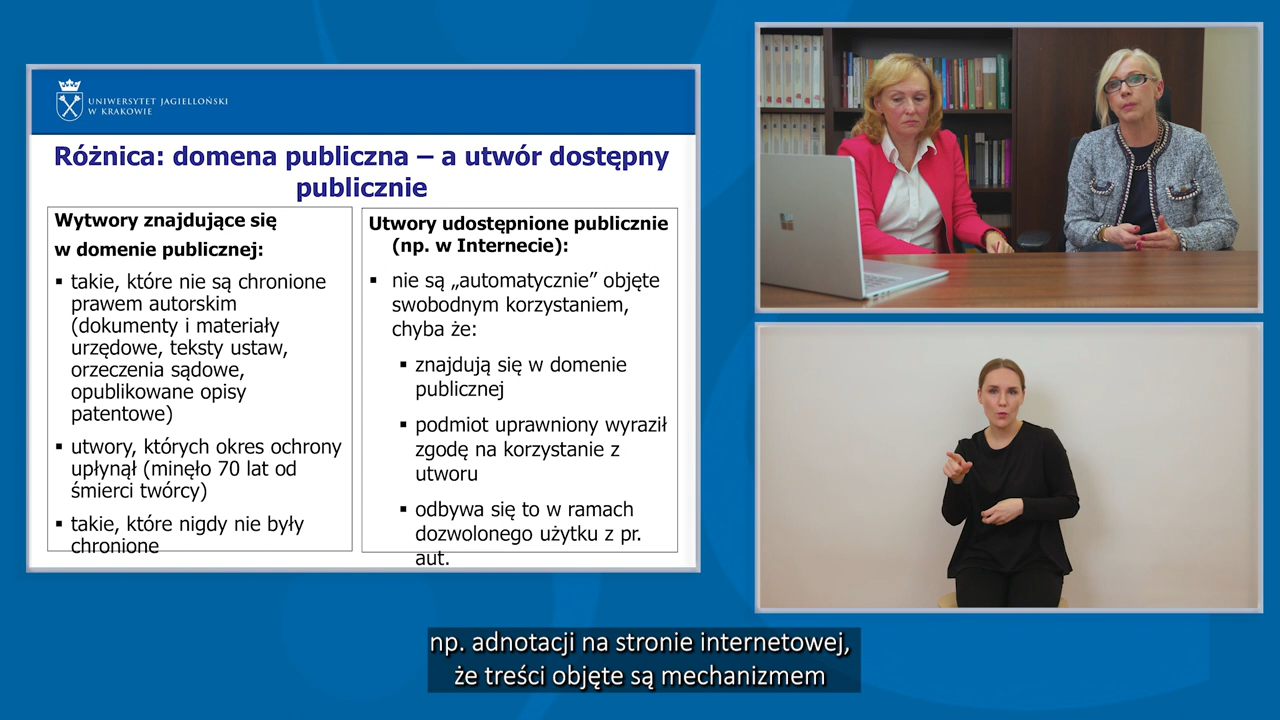 UNIWERSYTET JAGIELLOŃSKI
W KRAKOWIE
Różnica: domena publiczna – a utwór dostępny
publicznie
Wytwory znajdujące się
w domenie publicznej:
▪ takie, które nie są chronione
prawem autorskim
(dokumenty i materiały
urzędowe, teksty ustaw,
orzeczenia sądowe,
opublikowane opisy
patentowe)
▪ utwory, których okres ochrony
upłynął (minęło 70 lat od
śmierci twórcy)
▪ takie, które nigdy nie były
chronione
Utwory udostępnione publicznie
(np. w Internecie):
▪ nie są „automatycznie” objęte
swobodnym korzystaniem,
chyba że:
▪ znajdują się w domenie
publicznej
▪ podmiot uprawniony wyraził
zgodę na korzystanie z
utworu
▪ odbywa się to w ramach
dozwolonego użytku z pr.
aut.
np. adnotacji na stronie internetowej,
że treści objęte są mechanizmem